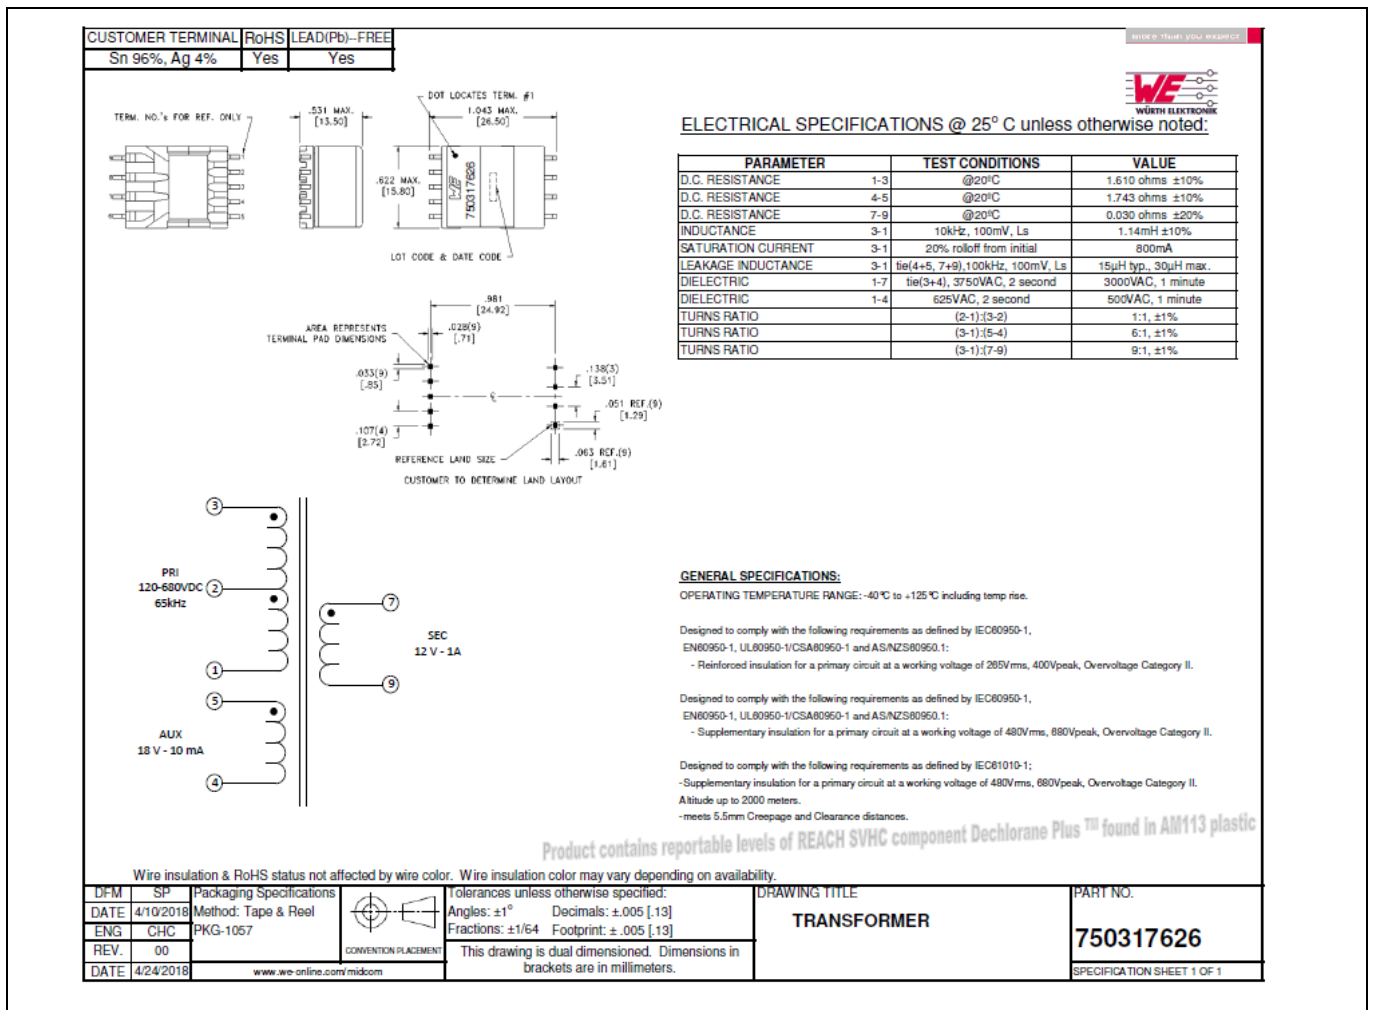 CUSTOMER TERMINAL RoHS LEAD(Pb)--FREE
Sn 96%, Ag 4% Yes Yes
more than you expect
WE
WÜRTH ELEKTRONIK
TERM. NO.'s FOR REF. ONLY
1
2
3
4
5
.531 MAX.
[13.50]
DOT LOCATES TERM. #1
1.043 MAX.
[26.50]
.622 MAX.
[15.80]
WE
750317626
LOT CODE & DATE CODE
.981
[24.92]
AREA REPRESENTS
TERMINAL PAD DIMENSIONS
.028(9)
[.71]
.033(9)
[.85]
.138(3)
[3.51]
.051 REF.(9)
[1.29]
.107(4)
[2.72]
REFERENCE LAND SIZE
.063 REF.(9)
[1.61]
CUSTOMER TO DETERMINE LAND LAYOUT
ELECTRICAL SPECIFICATIONS @ 25° C unless otherwise noted:
PARAMETER TEST CONDITIONS VALUE
D.C. RESISTANCE 1-3 @20ºC 1.610 ohms ±10%
D.C. RESISTANCE 4-5 @20ºC 1.743 ohms ±10%
D.C. RESISTANCE 7-9 @20ºC 0.030 ohms ±20%
INDUCTANCE 3-1 10kHz, 100mV, Ls 1.14mH ±10%
SATURATION CURRENT 3-1 20% rolloff from initial 800mA
LEAKAGE INDUCTANCE 3-1 tie(4+5, 7+9),100kHz, 100mV, Ls 15µH typ., 30µH max.
DIELECTRIC 1-7 tie(3+4), 3750VAC, 2 second 3000VAC, 1 minute
DIELECTRIC 1-4 625VAC, 2 second 500VAC, 1 minute
TURNS RATIO (2-1):(3-2) 1:1, ±1%
TURNS RATIO (3-1):(5-4) 6:1, ±1%
TURNS RATIO (3-1):(7-9) 9:1, ±1%
3
PRI
120-680VDC 2
65kHz
1
5
AUX
18 V - 10 mA
4
7
SEC
12 V - 1A
9
GENERAL SPECIFICATIONS:
OPERATING TEMPERATURE RANGE: -40°C to +125°C including temp rise.
Designed to comply with the following requirements as defined by IEC60950-1,
EN60950-1, UL60950-1/CSA60950-1 and AS/NZS60950.1:
- Reinforced insulation for a primary circuit at a working voltage of 265Vrms, 400Vpeak, Overvoltage Category II.
Designed to comply with the following requirements as defined by IEC60950-1,
EN60950-1, UL60950-1/CSA60950-1 and AS/NZS60950.1:
- Supplementary insulation for a primary circuit at a working voltage of 480Vrms, 680Vpeak, Overvoltage Category II.
Designed to comply with the following requirements as defined by IEC61010-1;
-Supplementary insulation for a primary circuit at a working voltage of 480Vrms, 680Vpeak, Overvoltage Category II.
Altitude up to 2000 meters.
-meets 5.5mm Creepage and Clearance distances.
Product contains reportable levels of REACH SVHC component Dechlorane Plus ™ found in AM113 plastic
Wire insulation & RoHS status not affected by wire color. Wire insulation color may vary depending on availability.
DFM SP
DATE 4/10/2018
ENG CHC
REV. 00
DATE 4/24/2018
Packaging Specifications
Method: Tape & Reel
PKG-1057
www.we-online.com/midcom
CONVENTION PLACEMENT
Tolerances unless otherwise specified:
Angles: ±1° Decimals: ±.005 [.13]
Fractions: ±1/64 Footprint: ± .005 [.13]
This drawing is dual dimensioned. Dimensions in
brackets are in millimeters.
DRAWING TITLE
TRANSFORMER
PART NO.
750317626
SPECIFICATION SHEET 1 OF 1